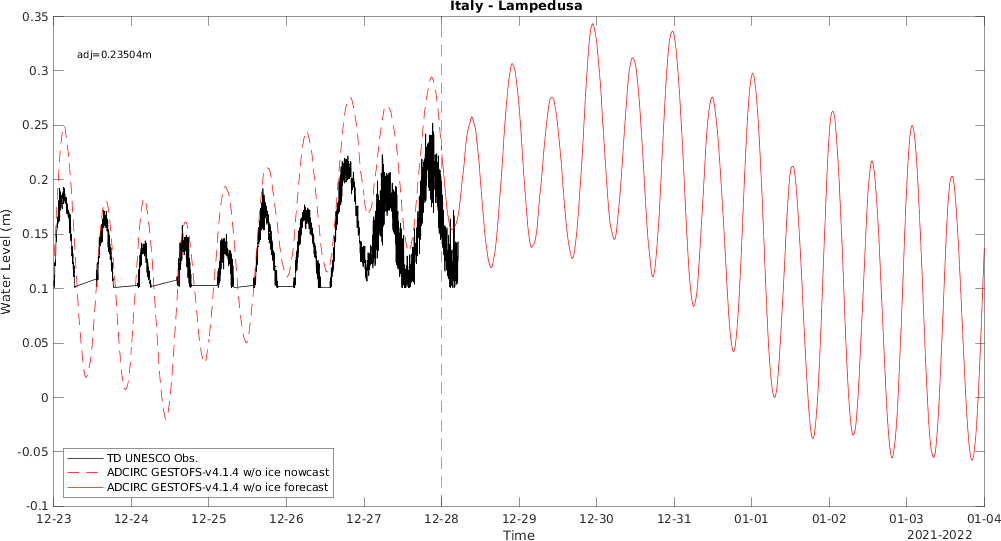 Italy - Lampedusa
adj=0.23504m
Water Level (m)
0.35
0.3
0.25
0.2
0.15
0.1
0.05
0
-0.05
-0.1
TD UNESCO Obs.
ADCIRC GESTOFS-v4.1.4 w/o ice nowcast
ADCIRC GESTOFS-v4.1.4 w/o ice forecast
12-23 12-24 12-25 12-26 12-27 12-28 12-29 12-30 12-31 01-01 01-02 01-03 01-04
Time
2021-2022